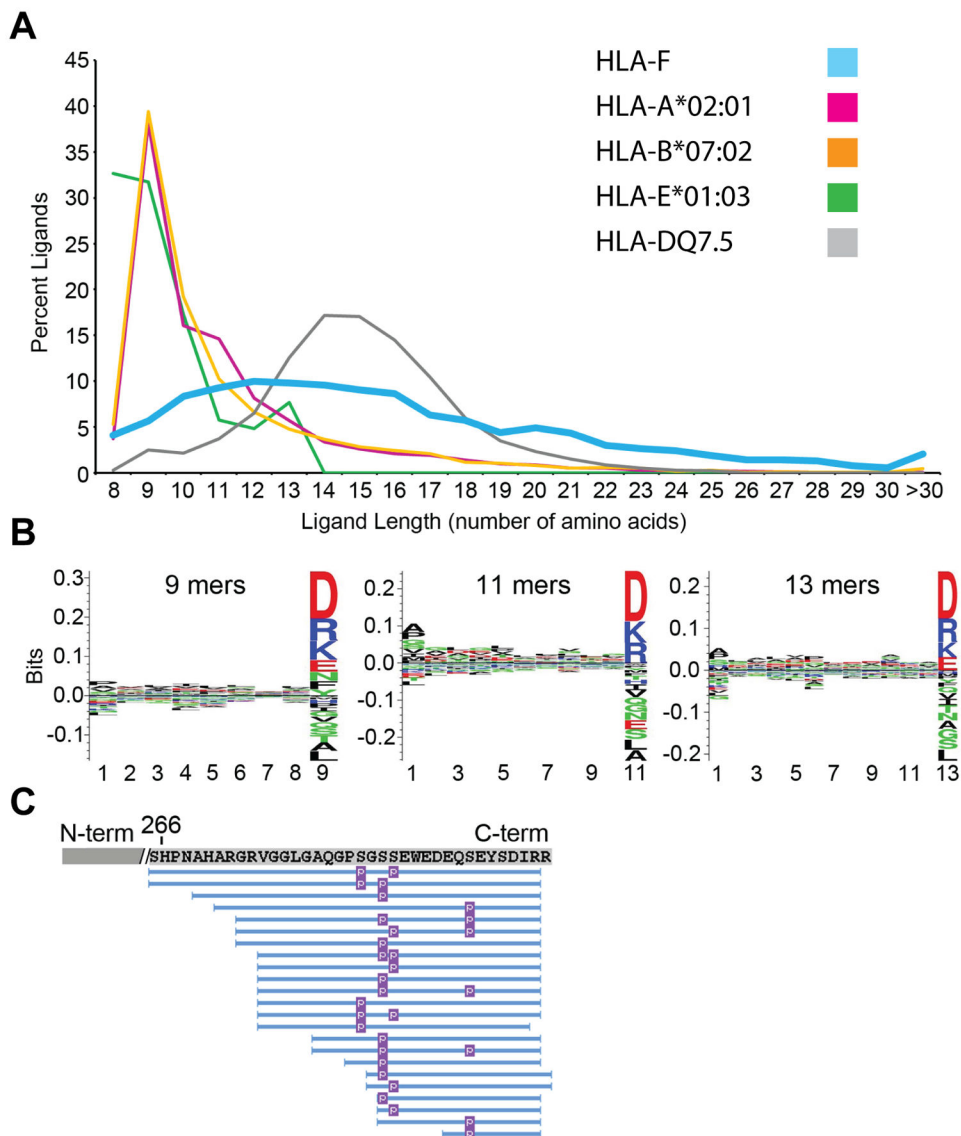 A
45
40
35
30
25
20
15
10
5
0
Percent Ligands
HLA-F
HLA-A*02:01
HLA-B*07:02
HLA-E*01:03
HLA-DQ7.5
8 9 10 11 12 13 14 15 16 17 18 19 20 21 22 23 24 25 26 27 28 29 30 >30
Ligand Length (number of amino acids)
B
Bits
0.3
0.2
0.1
0.0
-0.1
9 mers
D
R
K
E
N
A
L
1 2 3 4 5 6 7 8 9
0.2
0.1
0.0
-0.1
-0.2
11 mers
A
D
K
R
Y
G
N
E
S
L
A
1 3 5 7 9 11
0.2
0.1
0.0
-0.1
-0.2
13 mers
A
D
R
K
E
Y
N
A
G
S
L
1 3 5 7 9 11 13
C
N-term 266 C-term
SHPNAHARGRVGGLGAQGPSGSSEWEDEQSEYSDIRR
P P
P P
P
P
P P
P P
P
P P
P
P
P P
P
P P
P
P
P P
P
P
P
P
P
P
P